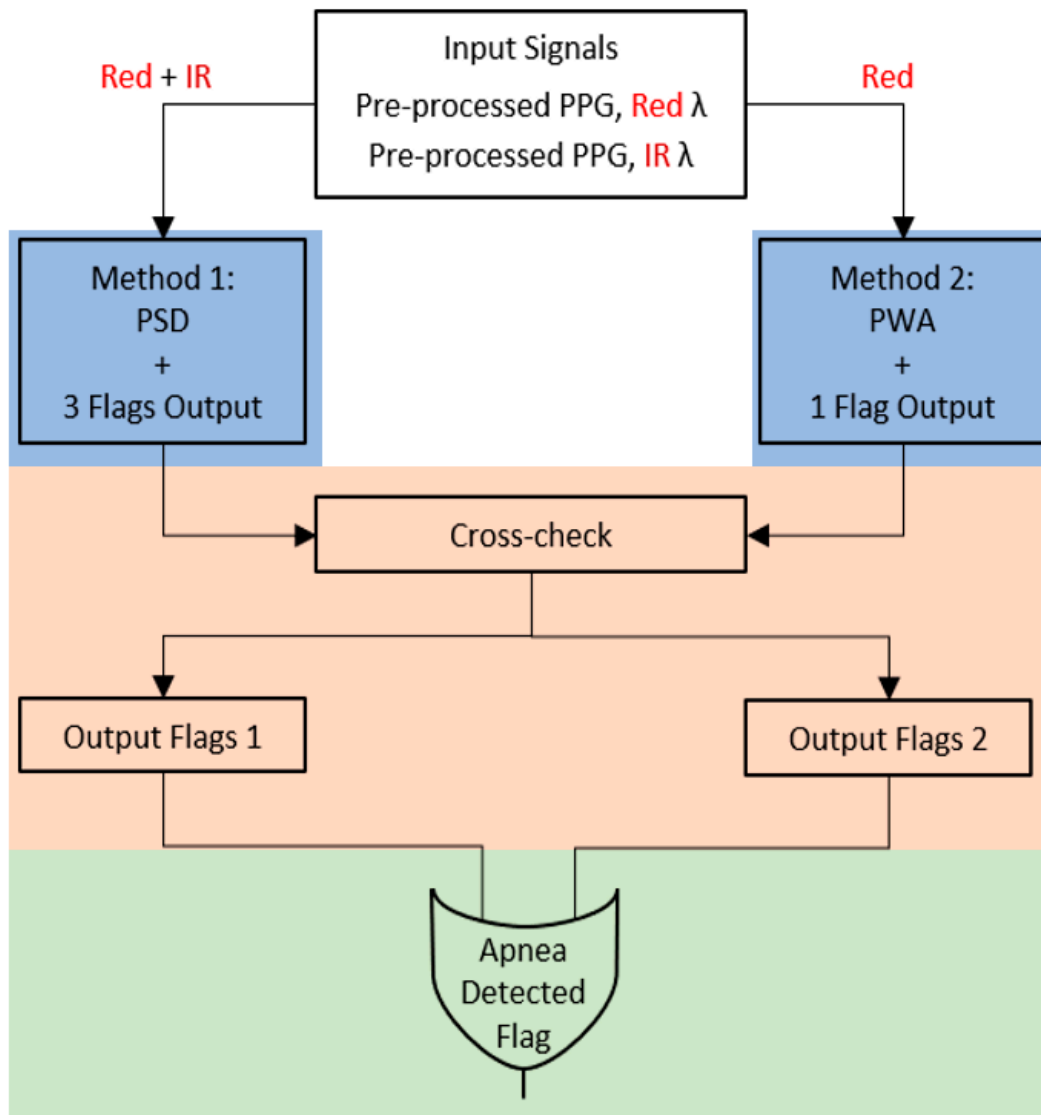 Input Signals
Pre-processed PPG, Red λ
Pre-processed PPG, IR λ
Red + IR
Red
Method 1:
PSD
+
3 Flags Output
Method 2:
PWA
+
1 Flag Output
Cross-check
Output Flags 1
Output Flags 2
Apnea
Detected
Flag